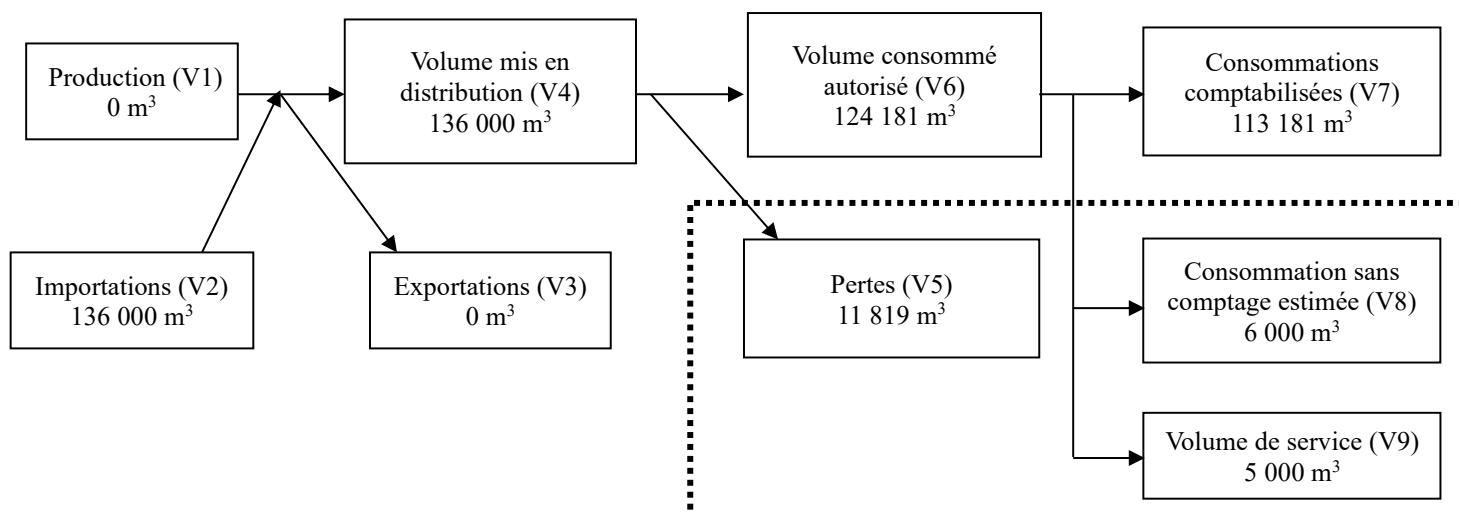 Production (V1)
0 m³
Volume mis en
distribution (V4)
136 000 m³
Volume consommé
autorisé (V6)
124 181 m³
Consommations
comptabilisées (V7)
113 181 m³
Importations (V2)
136 000 m³
Exportations (V3)
0 m³
Pertes (V5)
11 819 m³
Consommation sans
comptage estimée (V8)
6 000 m³
Volume de service (V9)
5 000 m³